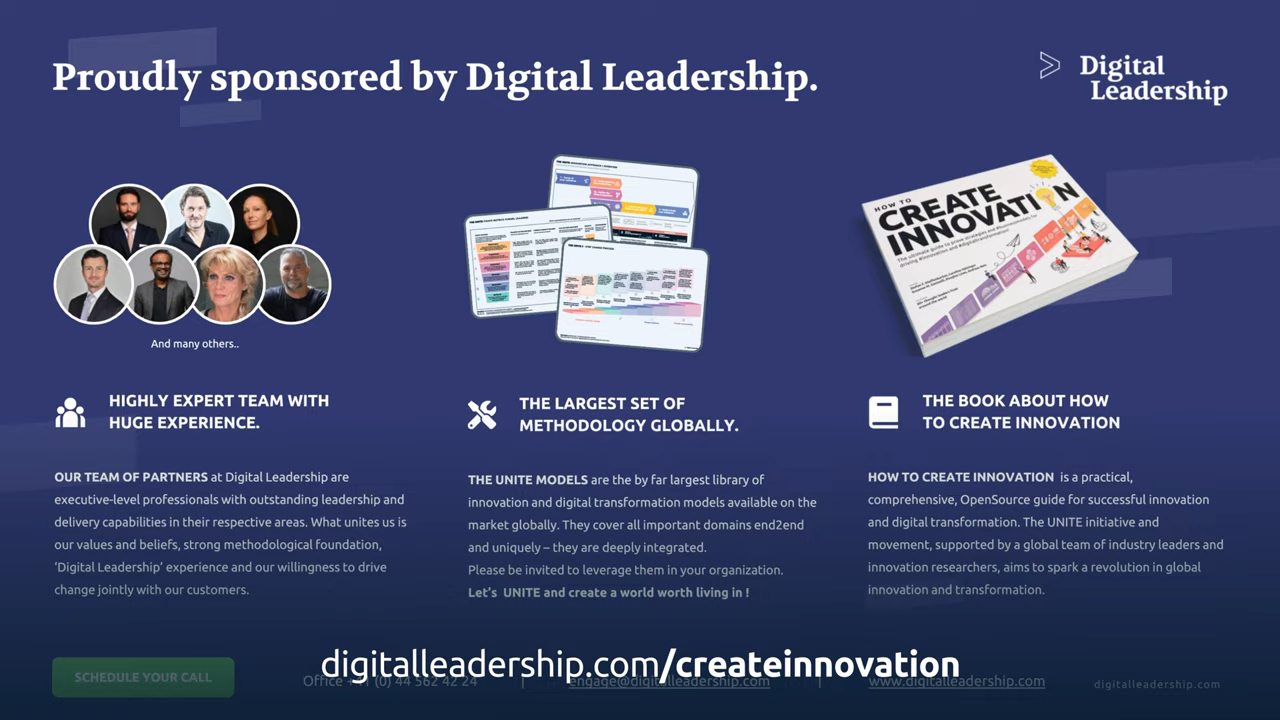 Proudly sponsored by Digital Leadership.
Digital
Leadership
HOW TO
CREATE
INNOVATION
And many others..
HIGHLY EXPERT TEAM WITH
HUGE EXPERIENCE.
OUR TEAM OF PARTNERS at Digital Leadership are
executive-level professionals with outstanding leadership and
delivery capabilities in their respective areas. What unites us is
our values and beliefs, strong methodological foundation,
‘Digital Leadership’ experience and our willingness to drive
change jointly with our customers.
THE LARGEST SET OF
METHODOLOGY GLOBALLY.
THE UNITE MODELS are the by far largest library of
innovation and digital transformation models available on the
market globally. They cover all important domains end2end
and uniquely – they are deeply integrated.
Please be invited to leverage them in your organization.
Let’s UNITE and create a world worth living in !
THE BOOK ABOUT HOW
TO CREATE INNOVATION
HOW TO CREATE INNOVATION is a practical,
comprehensive, OpenSource guide for successful innovation
and digital transformation. The UNITE initiative and
movement, supported by a global team of industry leaders and
innovation researchers, aims to spark a revolution in global
innovation and transformation.
digitalleadership.com/createinnovation
SCHEDULE YOUR CALL
Office (0) 44 562 42 24 | engage@digitalleadership.com | www.digitalleadership.com
digitalleadership.com